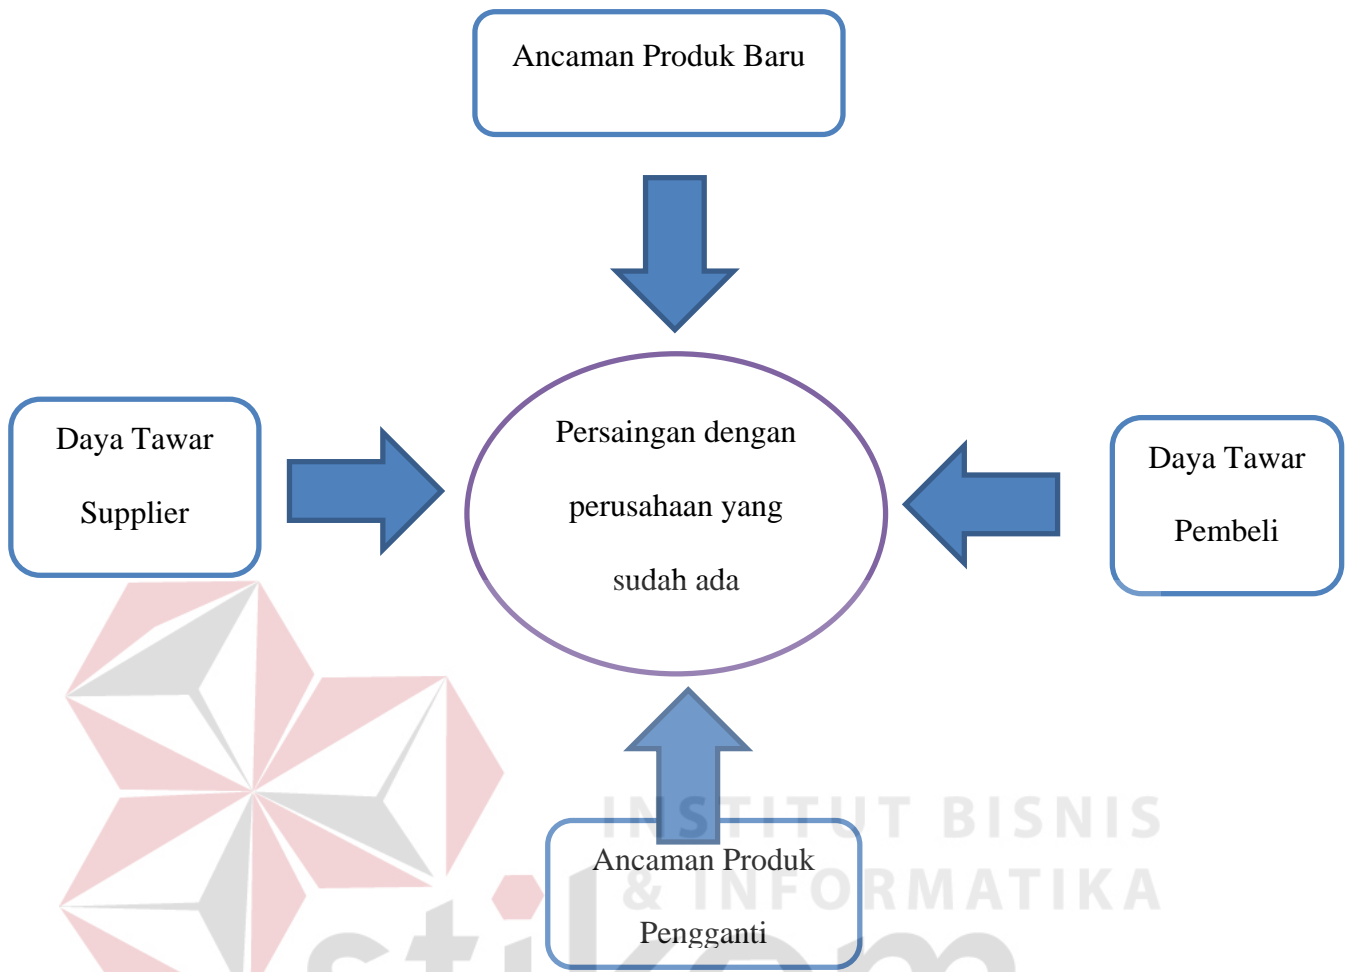 Ancaman Produk Baru
Daya Tawar
Supplier
Persaingan dengan
perusahaan yang
sudah ada
Daya Tawar
Pembeli
Ancaman Produk
Pengganti
INSTITUT BISNIS
& INFORMATIKA
stikom